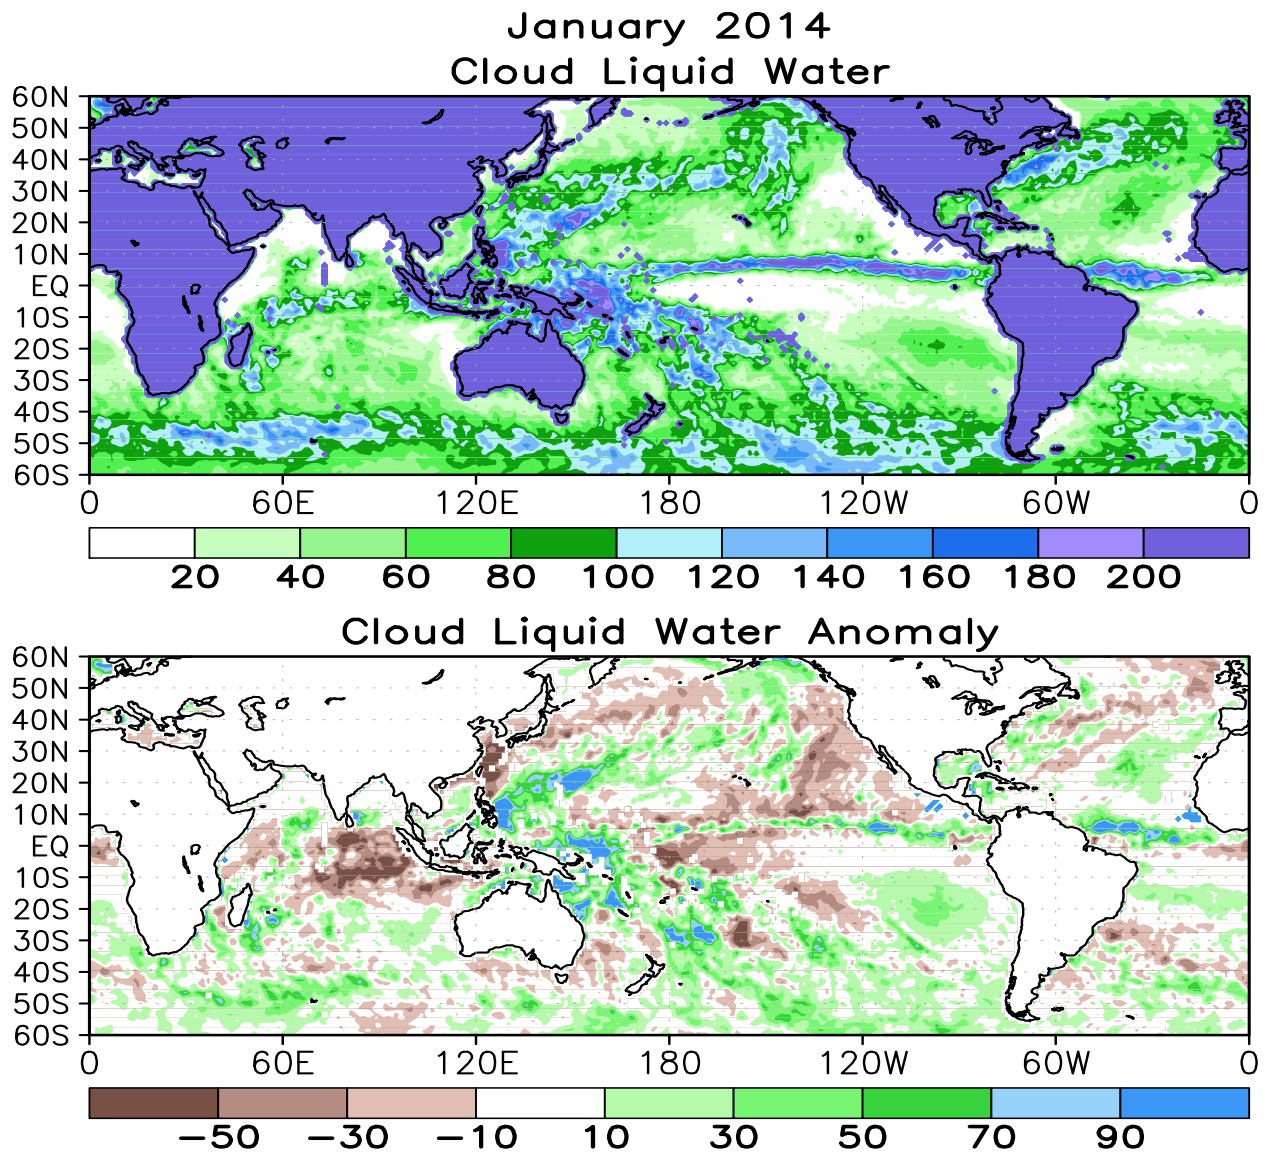 January 2014
Cloud Liquid Water
60N
50N
40N
30N
20N
10N
EQ
10S
20S
30S
40S
50S
60S
0 60E 120E 180 120W 60W 0
20 40 60 80 100 120 140 160 180 200
Cloud Liquid Water Anomaly
60N
50N
40N
30N
20N
10N
EQ
10S
20S
30S
40S
50S
60S
0 60E 120E 180 120W 60W 0
−50 −30 −10 10 30 50 70 90